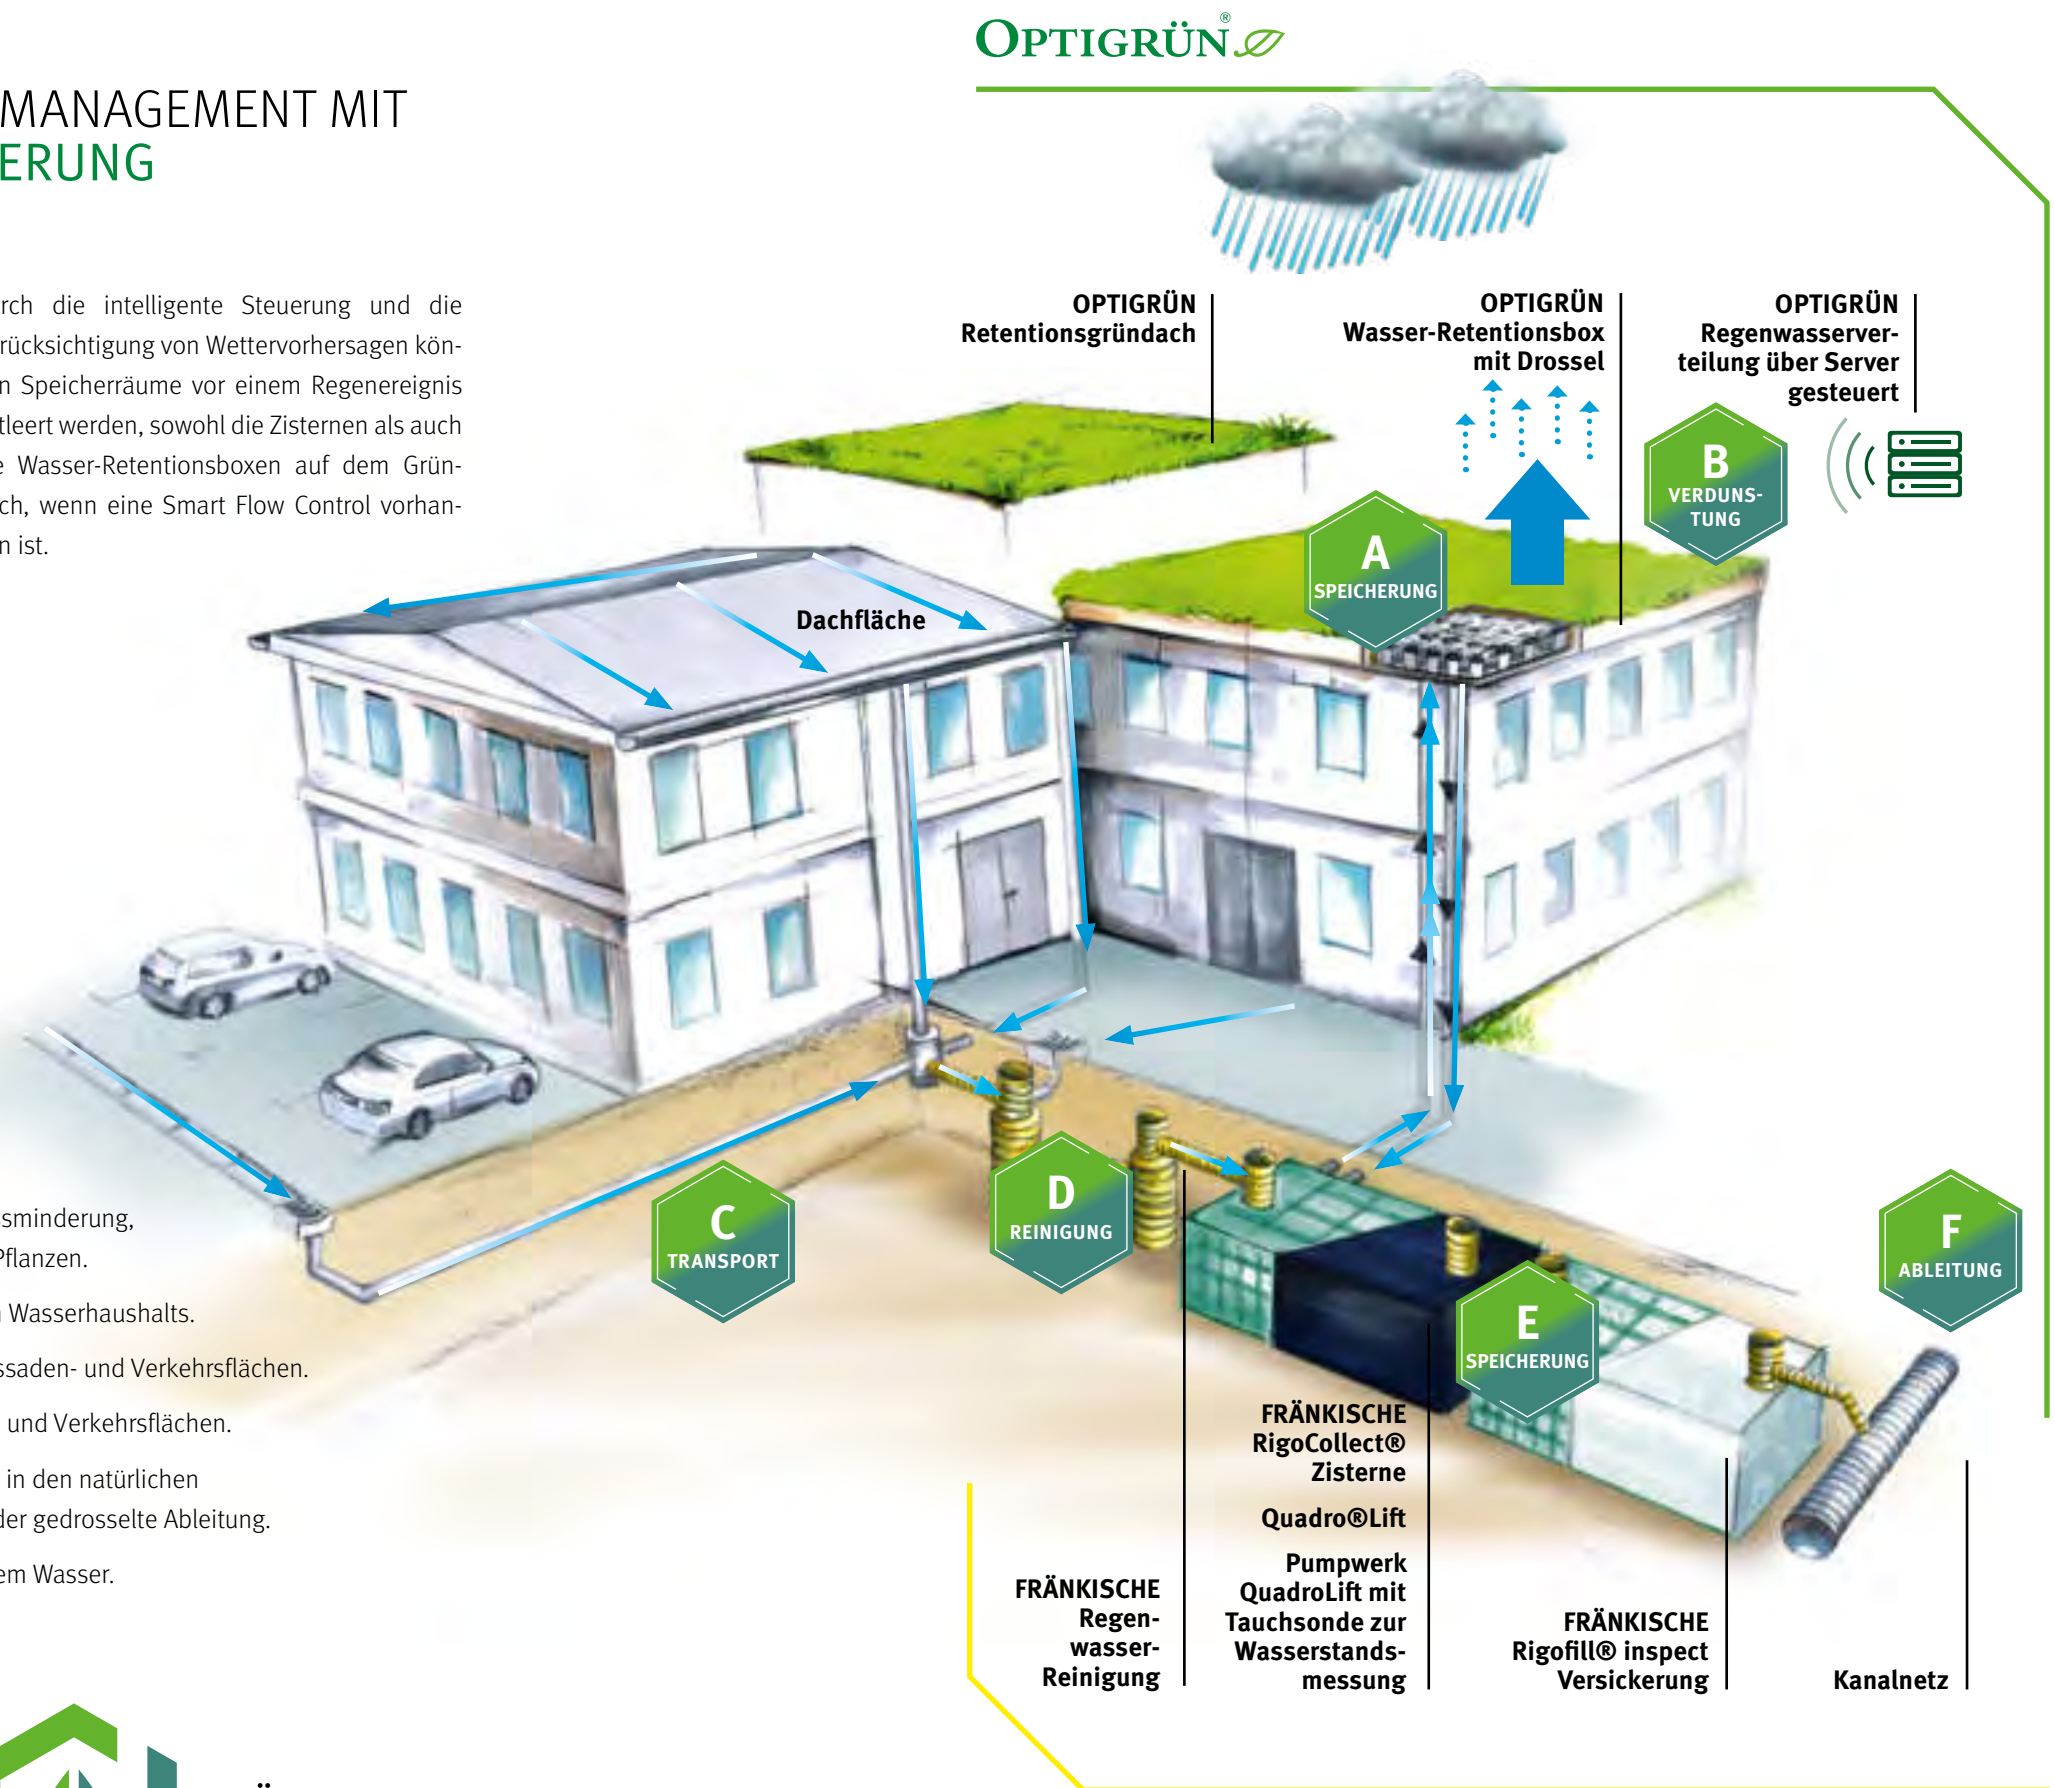 OPTIGRÜN®
MANAGEMENT MIT
ERUNG
die intelligente Steuerung und die
von Wettervorhersagen kön-
Speicherräume vor einem Regenereignis
werden, sowohl die Zisternen als auch
Wasser-Retentionsboxen auf dem Grün-
wenn eine Smart Flow Control vorhan-
ist.
OPTIGRÜN
Retentionsgründach
OPTIGRÜN
Wasser-Retentionsbox
mit Drossel
OPTIGRÜN
Regenwasserver-
teilung über Server
gesteuert
B
VERDUNS-
TUNG
A
SPEICHERUNG
Dachfläche
C
TRANSPORT
D
REINIGUNG
E
SPEICHERUNG
F
ABLEITUNG
sminderung,
Pflanzen.
Wasserhaushalts.
ssaden- und Verkehrsflächen.
und Verkehrsflächen.
in den natürlichen
der gedrosselte Ableitung.
em Wasser.
FRÄNKISCHE
Regen-
wasser-
Reinigung
FRÄNKISCHE
RigoCollect®
Zisterne
Quadro®Lift
Pumpwerk
QuadroLift mit
Tauchsonde zur
Wasserstands-
messung
FRÄNKISCHE
Rigofill® inspect
Versickerung
Kanalnetz